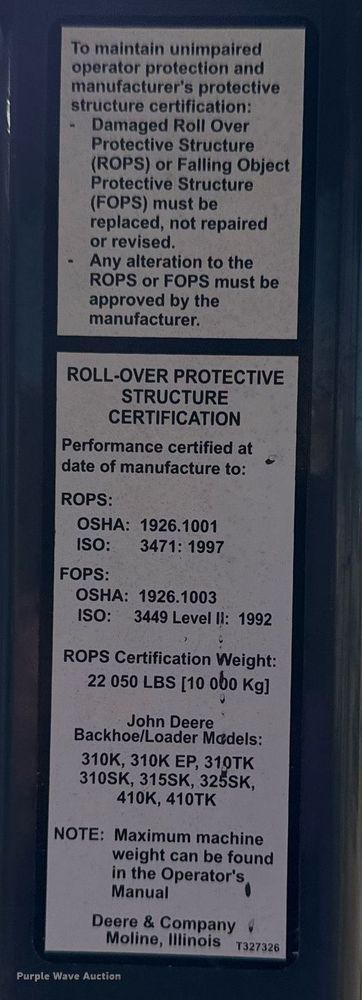 To maintain unimpaired
operator protection and
manufacturer's protective
structure certification:
- Damaged Roll Over
Protective Structure
(ROPS) or Falling Object
Protective Structure
(FOPS) must be
replaced, not repaired
or revised.
- Any alteration to the
ROPS or FOPS must be
approved by the
manufacturer.
ROLL-OVER PROTECTIVE
STRUCTURE
CERTIFICATION
Performance certified at
date of manufacture to:
ROPS:
OSHA: 1926.1001
ISO: 3471: 1997
FOPS:
OSHA: 1926.1003
ISO: 3449 Level II: 1992
ROPS Certification Weight:
22 050 LBS [10 000 Kg]
John Deere
Backhoe/Loader Models:
310K, 310K EP, 310TK
310SK, 315SK, 325SK,
410K, 410TK
NOTE: Maximum machine
weight can be found
in the Operator's
Manual
Deere & Company
Moline, Illinois T327326
Purple Wave Auction